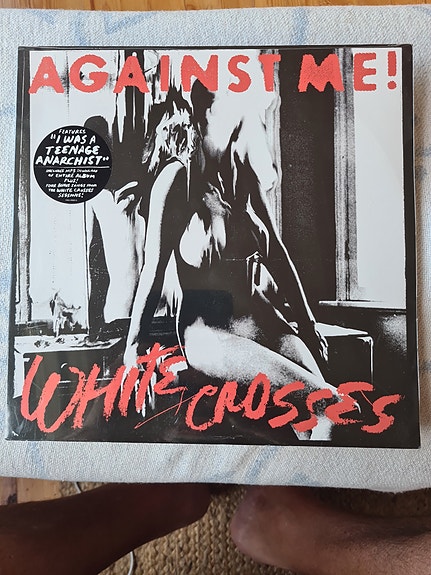 AGAINST ME!
FEATURES
"I WAS A
TEENAGE
ANARCHIST"
INCLUDES MP3 DOWNLOAD
OF ENTIRE ALBUM
PLUS!
FOUR BONUS SONGS FROM
THE WHITE CROSSES
SESSIONS!
WHITE
CROSSES